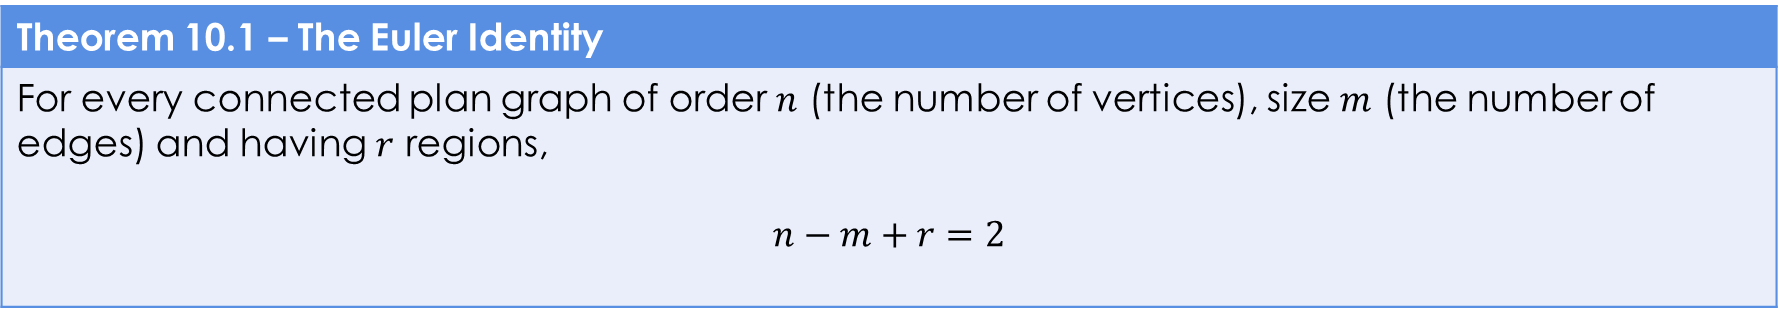 Theorem 10.1 – The Euler Identity
For every connected plan graph of order n (the number of vertices), size m (the number of
edges) and having r regions,
n − m + r = 2